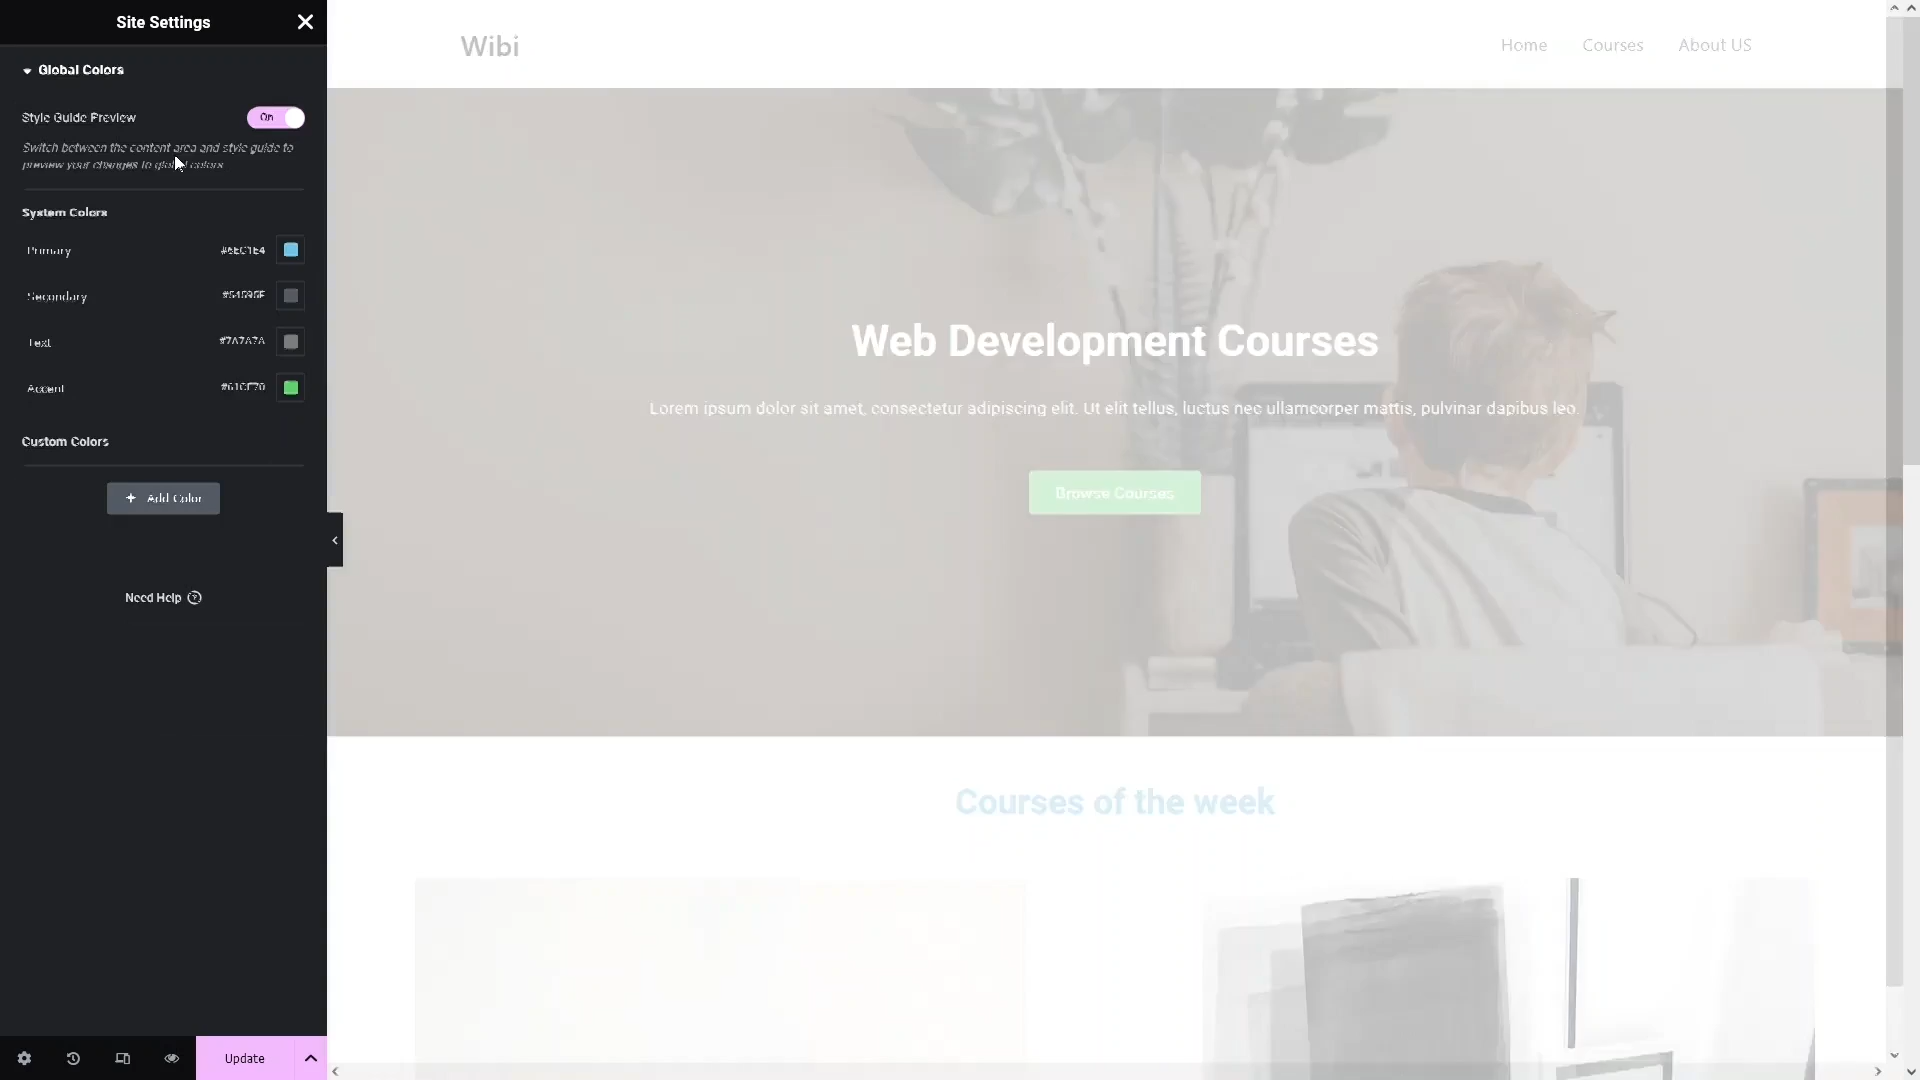 Site Settings
Global Colors
Style Guide Preview
On
Switch between the content area and style guide to
preview your changes to global colors
System Colors
Primary
#6EC1E4
Secondary
#54595F
Text
#7A7A7A
Accent
#61CE70
Custom Colors
+ Add Color
Need Help
Update
Wibi
Home
Courses
About US
Web Development Courses
Lorem ipsum dolor sit amet, consectetur adipiscing elit. Ut elit tellus, luctus nec ullamcorper mattis, pulvinar dapibus leo.
Browse Courses
Courses of the week